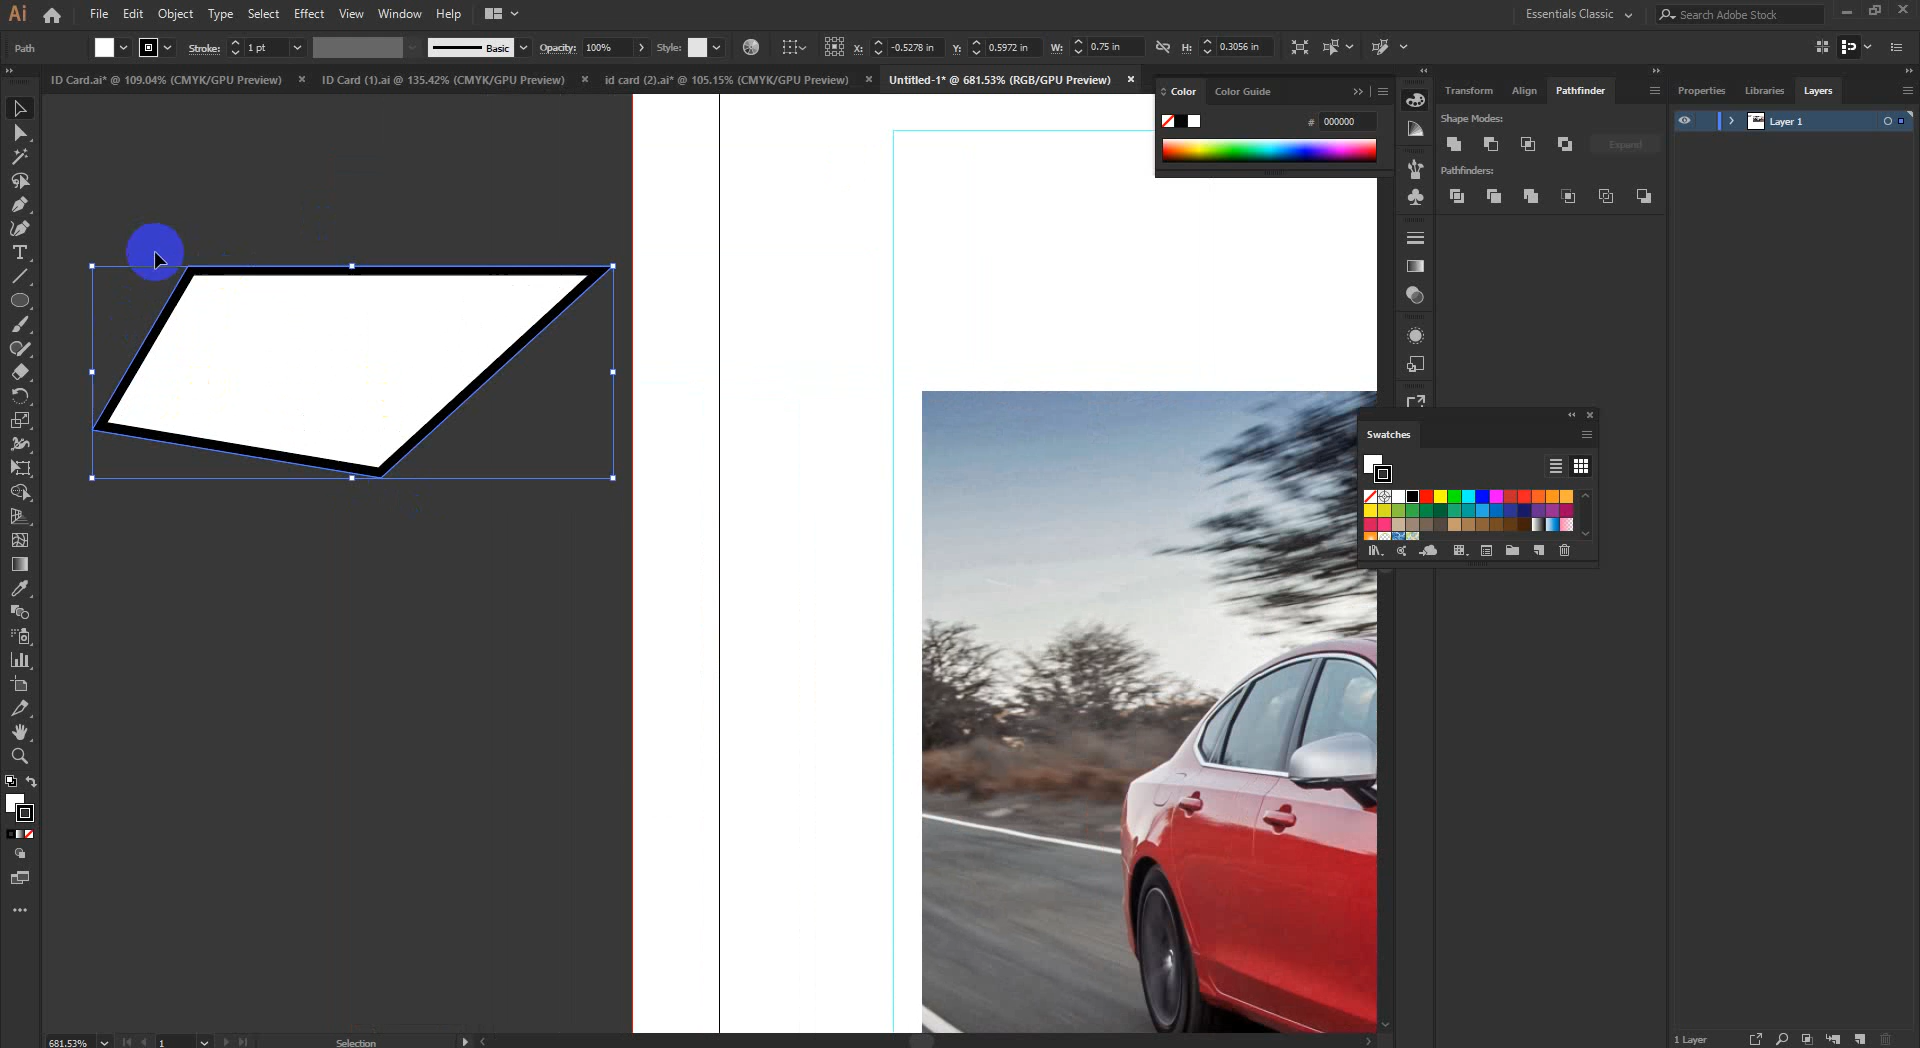 Ai File Edit Object Type Select Effect View Window Help Essentials Classic Search Adobe Stock
Path Stroke: 1 pt Basic Opacity: 100% Style: X: -0.5278 in Y: 0.5972 in W: 0.75 in H: 0.3056 in
ID Card.ai* @ 109.04% (CMYK/GPU Preview) × ID Card (1).ai @ 135.42% (CMYK/GPU Preview) × id card (2).ai* @ 105.15% (CMYK/GPU Preview) × Untitled-1* @ 681.53% (RGB/GPU Preview) ×
Color Color Guide
# 000000
Transform Align Pathfinder
Shape Modes:
Expand
Pathfinders:
Properties Libraries Layers
Layer 1
Swatches
681.53% 1 Selection
1 Layer